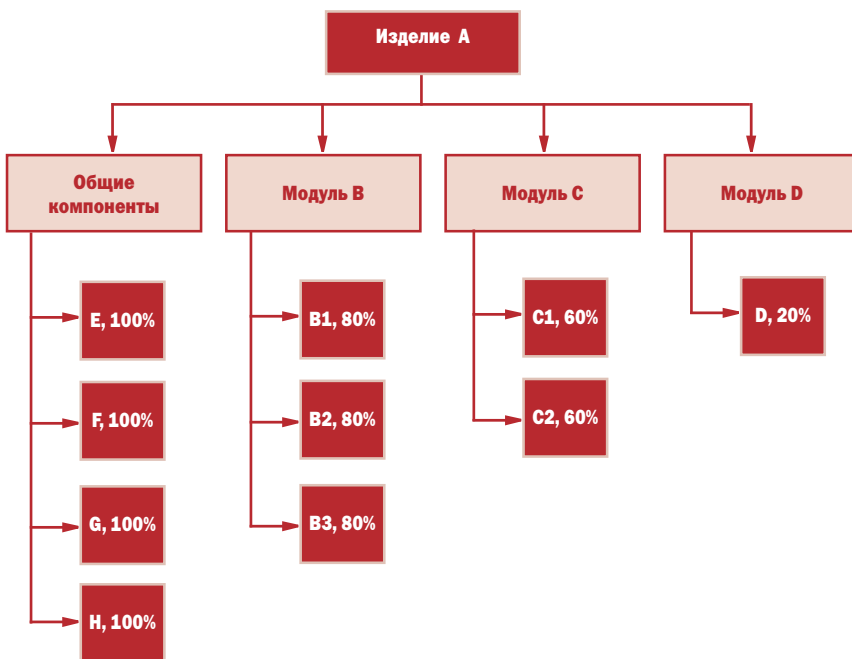 Изделие А
Общие
компоненты
Модуль B
Модуль C
Модуль D
E, 100%
F, 100%
G, 100%
H, 100%
B1, 80%
B2, 80%
B3, 80%
C1, 60%
C2, 60%
D, 20%